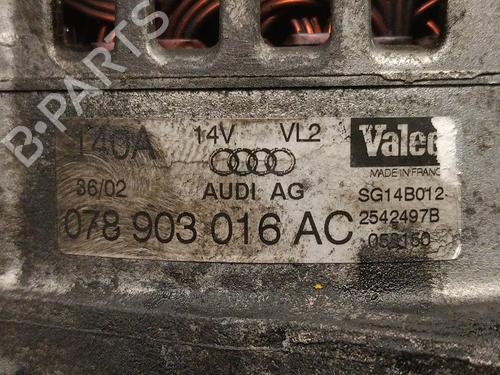 B-PARTS
140A 14V VL2 Valeo
MADE IN FRANCE
36/02 AUDI AG SG14B012
078 903 016 AC 2542497B